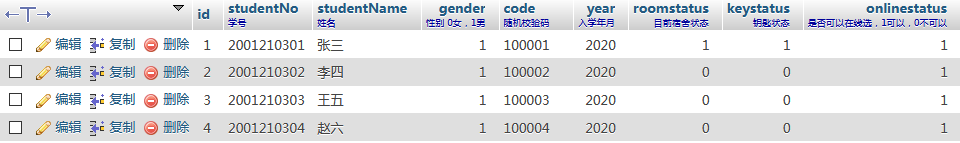 ←T→ ▼ id studentNo studentName gender code year roomstatus keystatus onlinestatus
学号 姓名 性别 0女，1男 随机校验码 入学年月 目前宿舍状态 钥匙状态 是否可以在线选，1可以，0不可以
编辑 复制 删除 1 2001210301 张三 1 100001 2020 1 1 1
编辑 复制 删除 2 2001210302 李四 1 100002 2020 0 0 1
编辑 复制 删除 3 2001210303 王五 1 100003 2020 0 0 1
编辑 复制 删除 4 2001210304 赵六 1 100004 2020 0 0 1